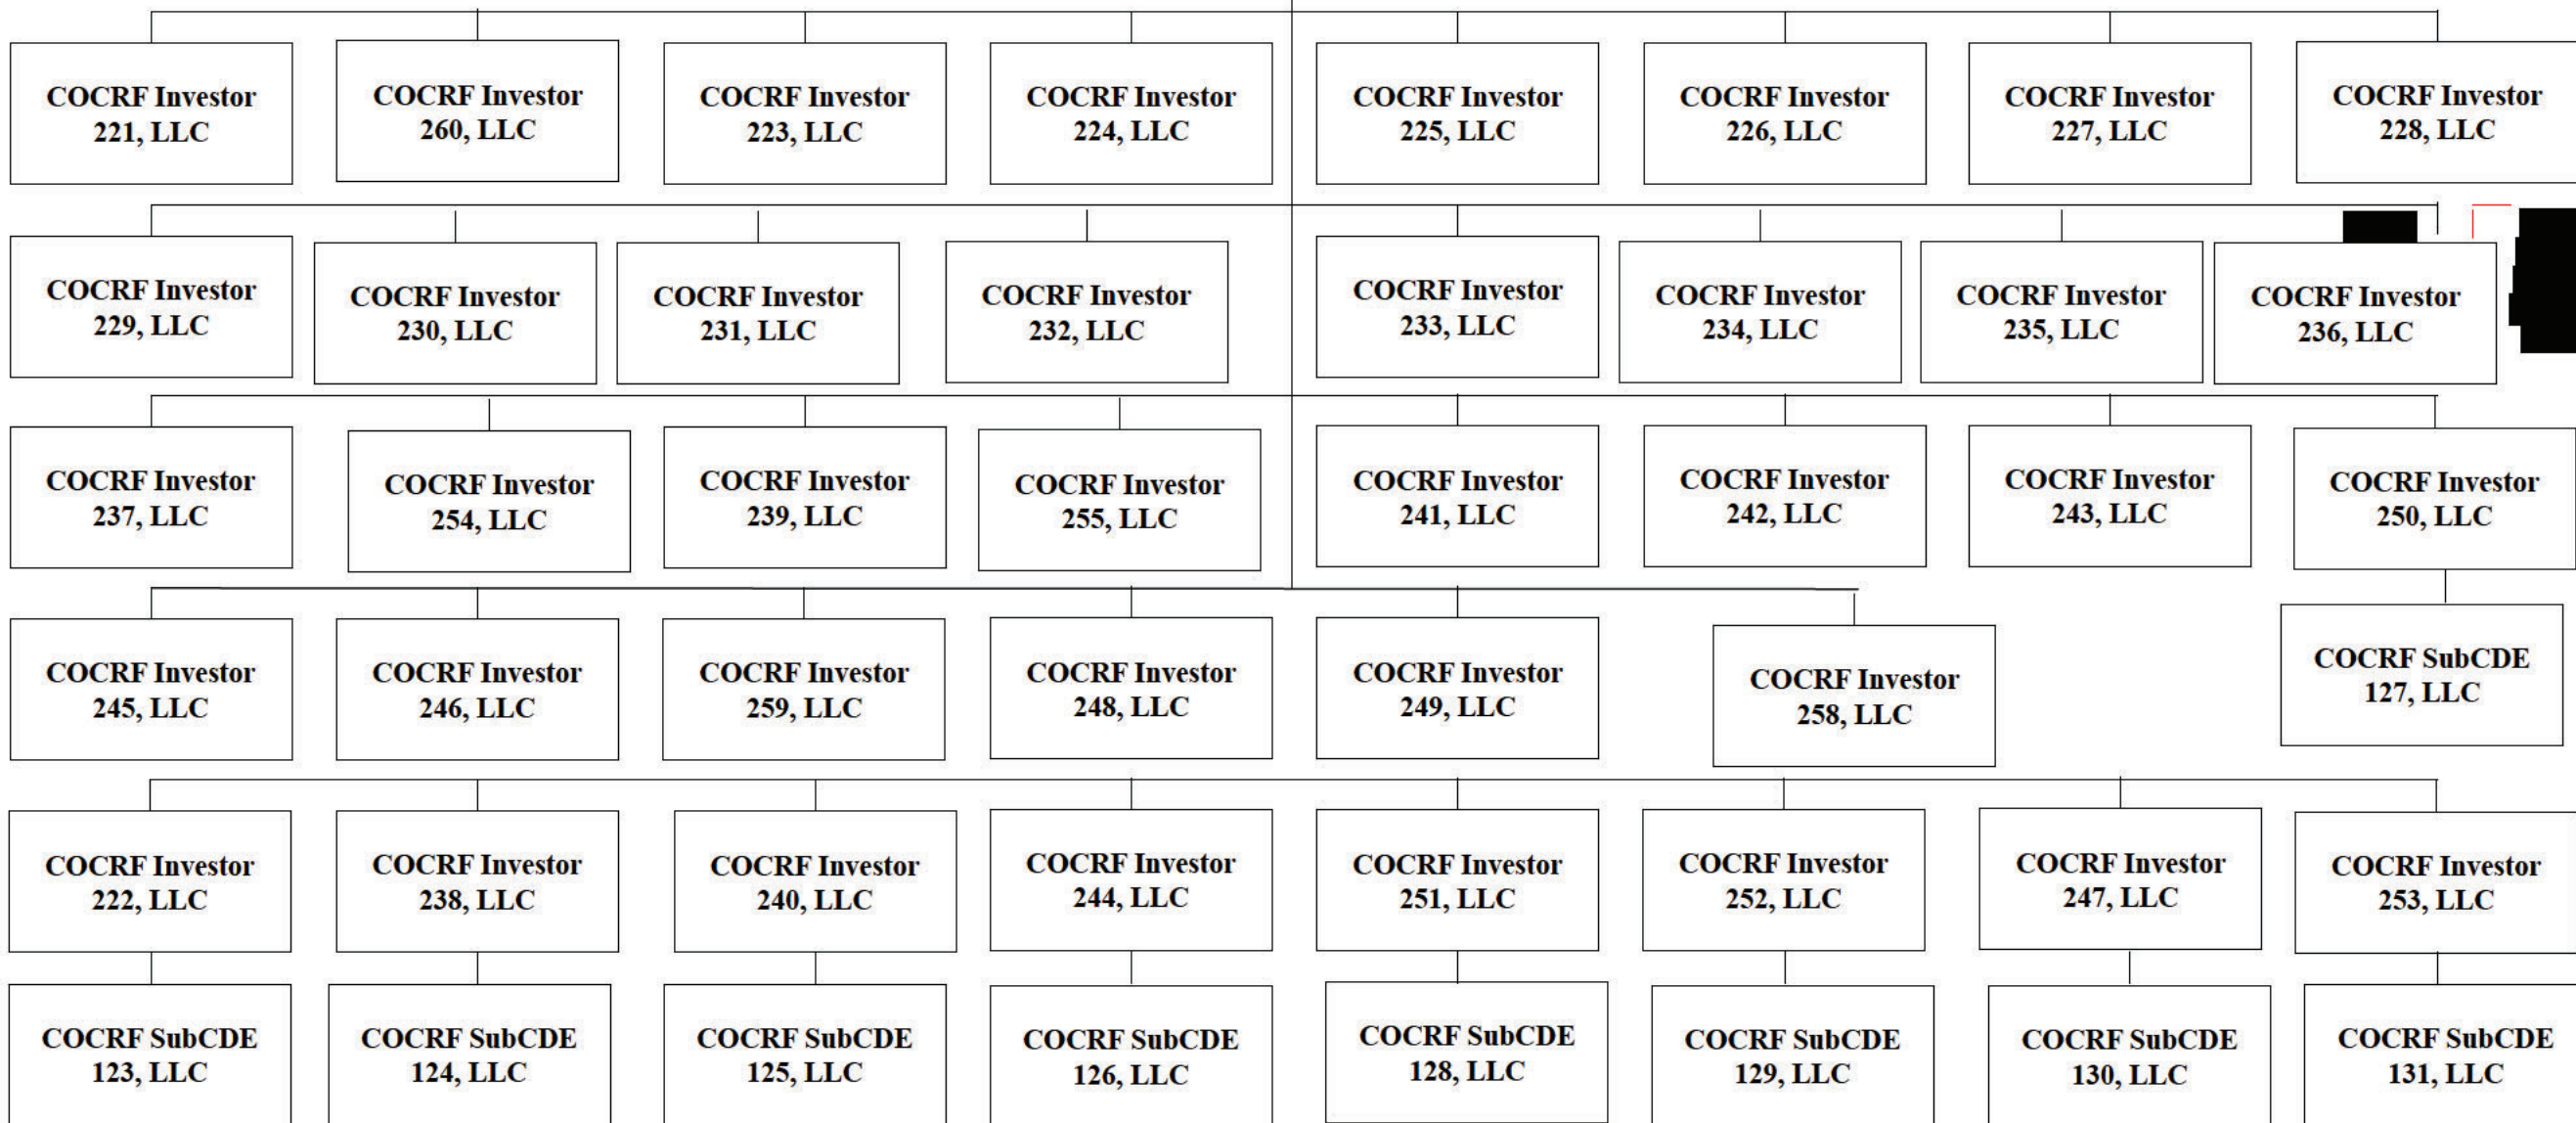 COCRF Investor
221, LLC
COCRF Investor
260, LLC
COCRF Investor
223, LLC
COCRF Investor
224, LLC
COCRF Investor
225, LLC
COCRF Investor
226, LLC
COCRF Investor
227, LLC
COCRF Investor
228, LLC
COCRF Investor
229, LLC
COCRF Investor
230, LLC
COCRF Investor
231, LLC
COCRF Investor
232, LLC
COCRF Investor
233, LLC
COCRF Investor
234, LLC
COCRF Investor
235, LLC
COCRF Investor
236, LLC
COCRF Investor
237, LLC
COCRF Investor
254, LLC
COCRF Investor
239, LLC
COCRF Investor
255, LLC
COCRF Investor
241, LLC
COCRF Investor
242, LLC
COCRF Investor
243, LLC
COCRF Investor
250, LLC
COCRF Investor
245, LLC
COCRF Investor
246, LLC
COCRF Investor
259, LLC
COCRF Investor
248, LLC
COCRF Investor
249, LLC
COCRF Investor
258, LLC
COCRF SubCDE
127, LLC
COCRF Investor
222, LLC
COCRF Investor
238, LLC
COCRF Investor
240, LLC
COCRF Investor
244, LLC
COCRF Investor
251, LLC
COCRF Investor
252, LLC
COCRF Investor
247, LLC
COCRF Investor
253, LLC
COCRF SubCDE
123, LLC
COCRF SubCDE
124, LLC
COCRF SubCDE
125, LLC
COCRF SubCDE
126, LLC
COCRF SubCDE
128, LLC
COCRF SubCDE
129, LLC
COCRF SubCDE
130, LLC
COCRF SubCDE
131, LLC